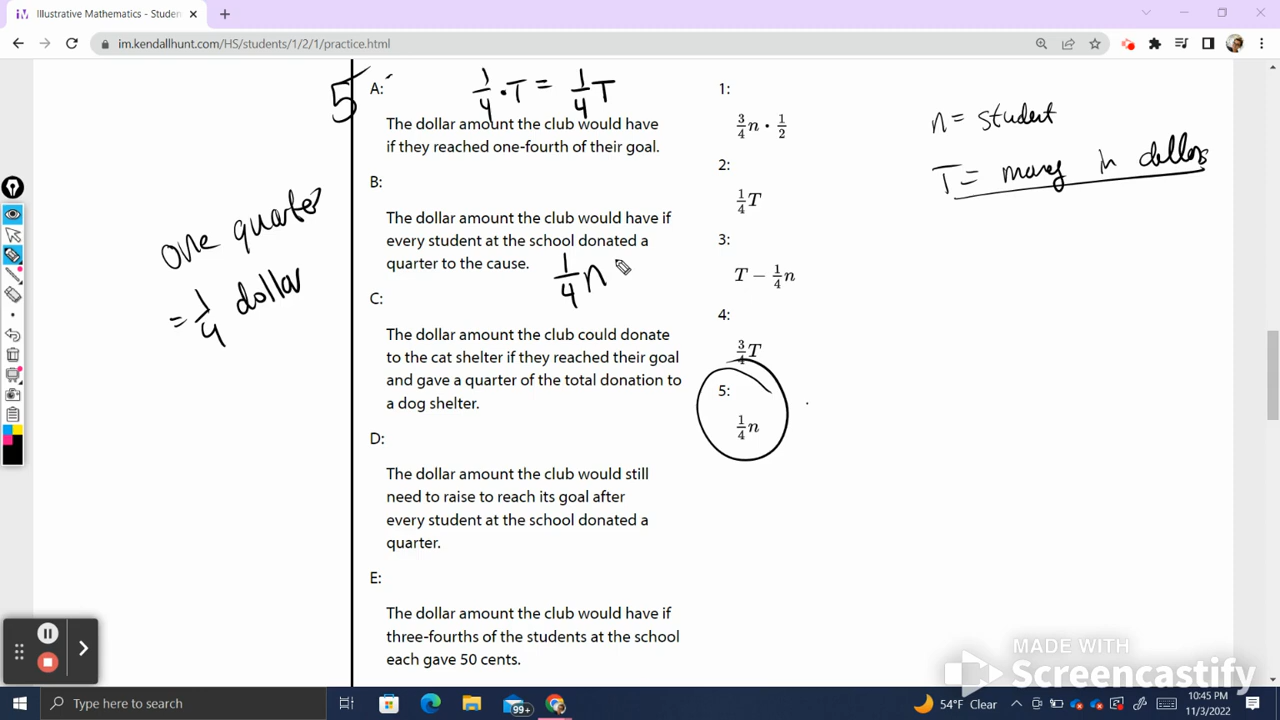 Illustrative Mathematics - Studen
im.kendallhunt.com/HS/students/1/2/1/practice.html
5
A:
1/4 · T = 1/4 T
The dollar amount the club would have
if they reached one-fourth of their goal.
B:
The dollar amount the club would have if
every student at the school donated a
quarter to the cause.
1/4 n
C:
The dollar amount the club could donate
to the cat shelter if they reached their goal
and gave a quarter of the total donation to
a dog shelter.
D:
The dollar amount the club would still
need to raise to reach its goal after
every student at the school donated a
quarter.
E:
The dollar amount the club would have if
three-fourths of the students at the school
each gave 50 cents.
one quarter
= 1/4 dollar
1:
3/4 n · 1/2
2:
1/4 T
3:
T − 1/4 n
4:
3/4 T
5:
1/4 n
n = student
T = money in dollars
MADE WITH
Screencastify
Type here to search
99+
54°F Clear
10:45 PM
11/3/2022